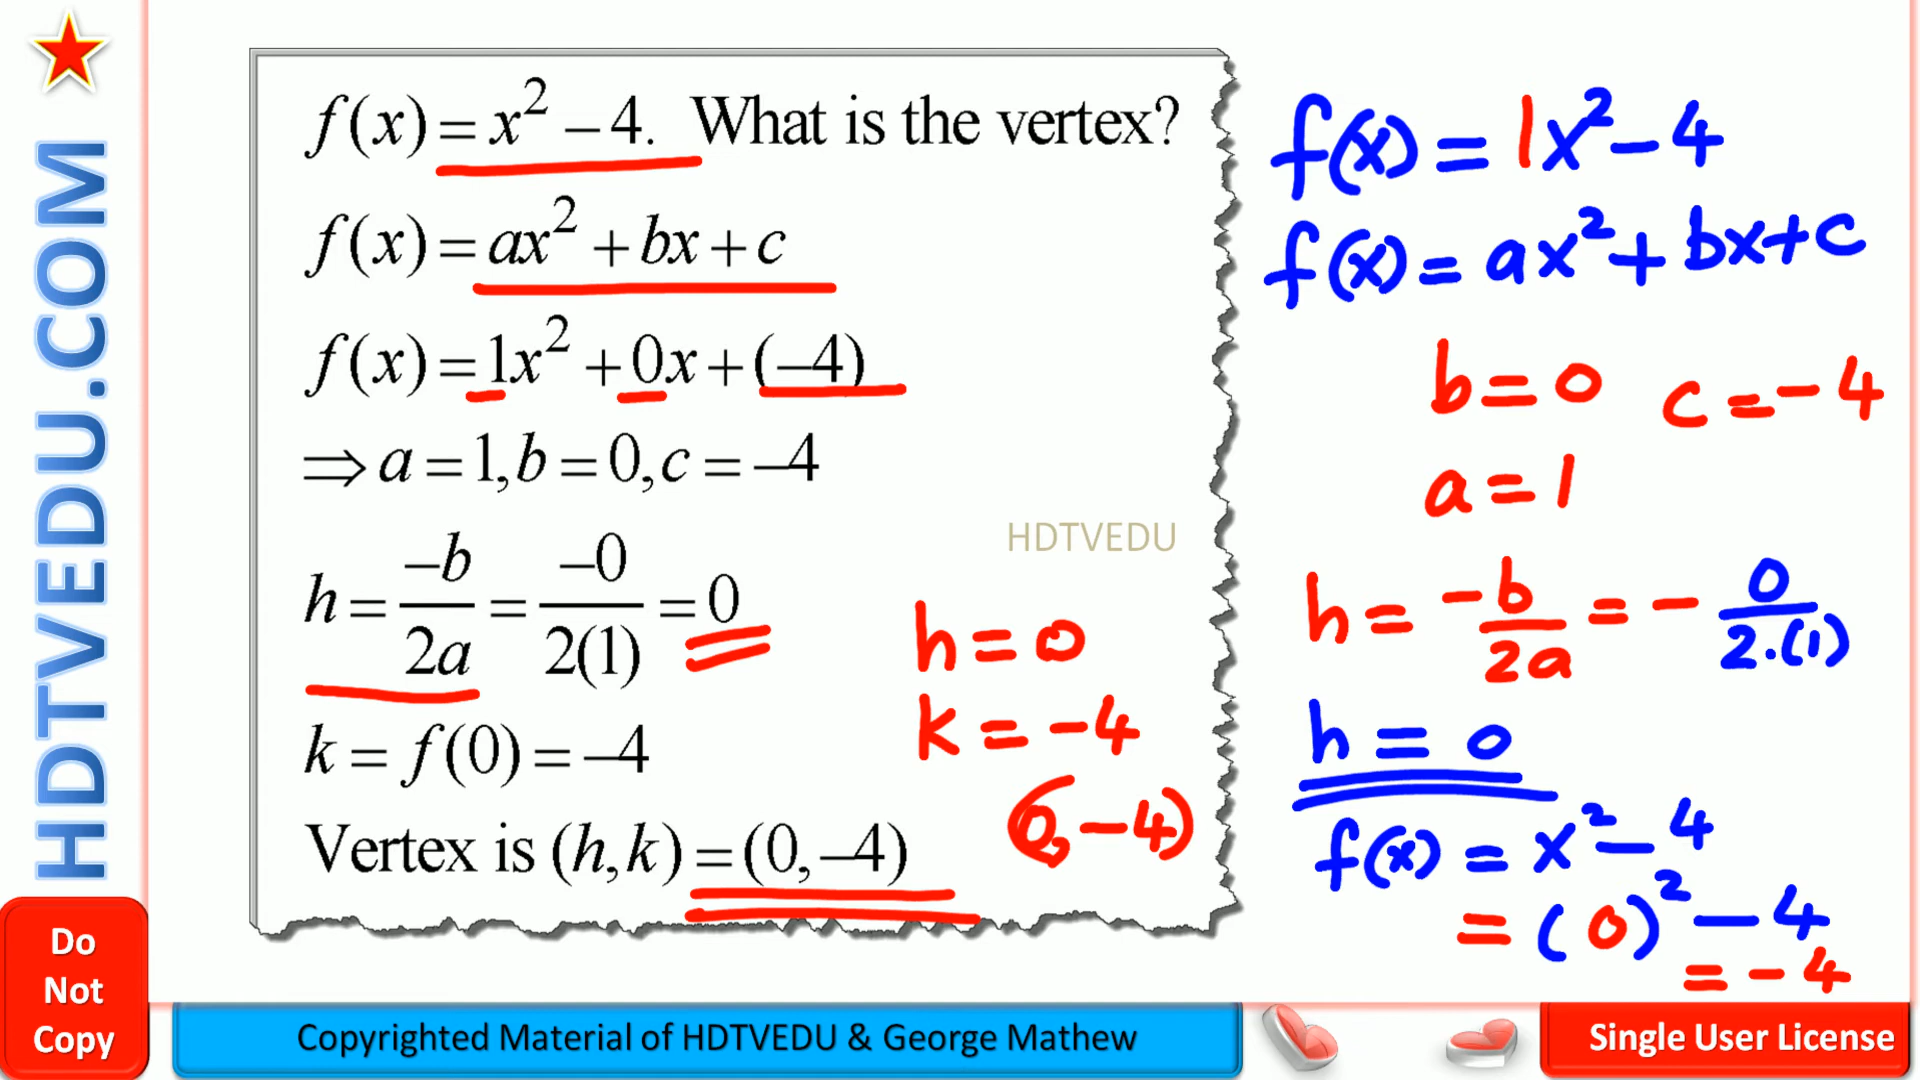 HDTVEDU.COM
f(x) = x² – 4. What is the vertex?
f(x) = ax² + bx + c
f(x) = 1x² + 0x + (–4)
⇒ a = 1, b = 0, c = –4
h = –b/2a = –0/2(1) = 0
k = f(0) = –4
Vertex is (h, k) = (0, –4)
HDTVEDU
h = 0
k = -4
(0, -4)
f(x) = 1x² - 4
f(x) = ax² + bx + c
b = 0 c = -4
a = 1
h = -b/2a = - 0/2·(1)
h = 0
f(x) = x² - 4
= (0)² - 4
= -4
Do
Not
Copy
Copyrighted Material of HDTVEDU & George Mathew
Single User License